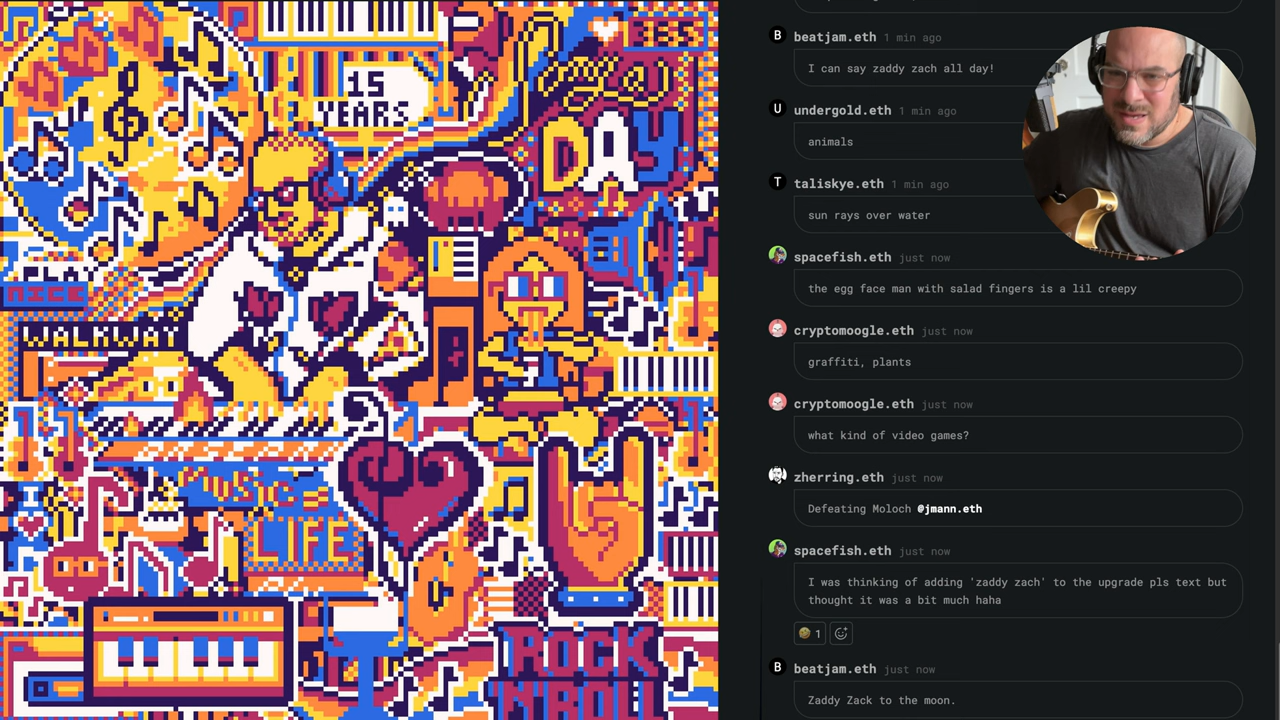 365
15
YEARS
SONG
A
DAY
PLAY
NICE
WALKWAY
MUSIC =
LIFE
ROCK
'N'ROLL
B beatjam.eth 1 min ago
I can say zaddy zach all day!
U undergold.eth 1 min ago
animals
T taliskye.eth 1 min ago
sun rays over water
spacefish.eth just now
the egg face man with salad fingers is a lil creepy
cryptomoogle.eth just now
graffiti, plants
cryptomoogle.eth just now
what kind of video games?
zherring.eth just now
Defeating Moloch @jmann.eth
spacefish.eth just now
I was thinking of adding 'zaddy zach' to the upgrade pls text but
thought it was a bit much haha
1
B beatjam.eth just now
Zaddy Zack to the moon.